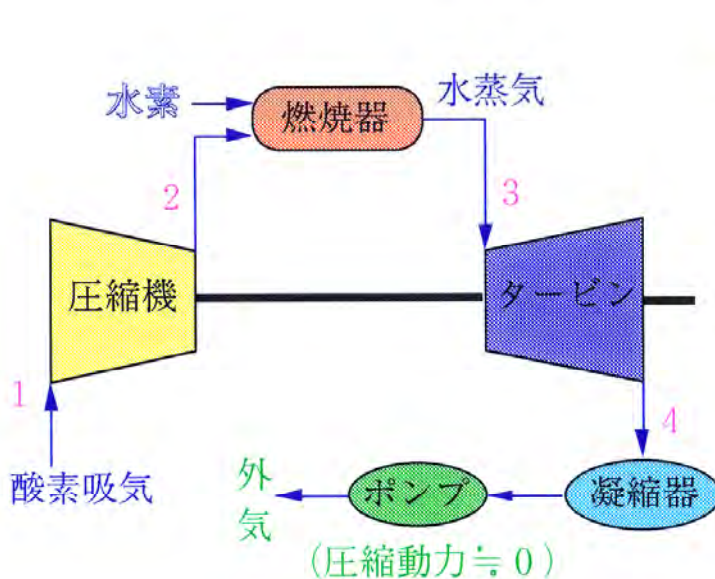 水素
燃焼器
水蒸気
2
3
圧縮機
タービン
1
4
酸素吸気
外気
ポンプ
凝縮器
(圧縮動力≒0)